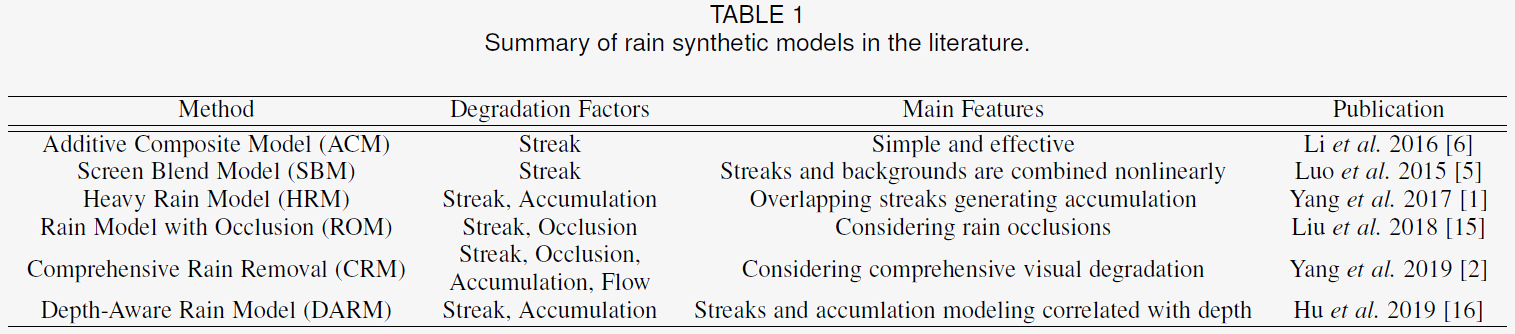 TABLE 1
Summary of rain synthetic models in the literature.
Method Degradation Factors Main Features Publication
Additive Composite Model (ACM) Streak Simple and effective Li et al. 2016 [6]
Screen Blend Model (SBM) Streak Streaks and backgrounds are combined nonlinearly Luo et al. 2015 [5]
Heavy Rain Model (HRM) Streak, Accumulation Overlapping streaks generating accumulation Yang et al. 2017 [1]
Rain Model with Occlusion (ROM) Streak, Occlusion Considering rain occlusions Liu et al. 2018 [15]
Comprehensive Rain Removal (CRM) Streak, Occlusion, Considering comprehensive visual degradation Yang et al. 2019 [2]
Accumulation, Flow
Depth-Aware Rain Model (DARM) Streak, Accumulation Streaks and accumlation modeling correlated with depth Hu et al. 2019 [16]